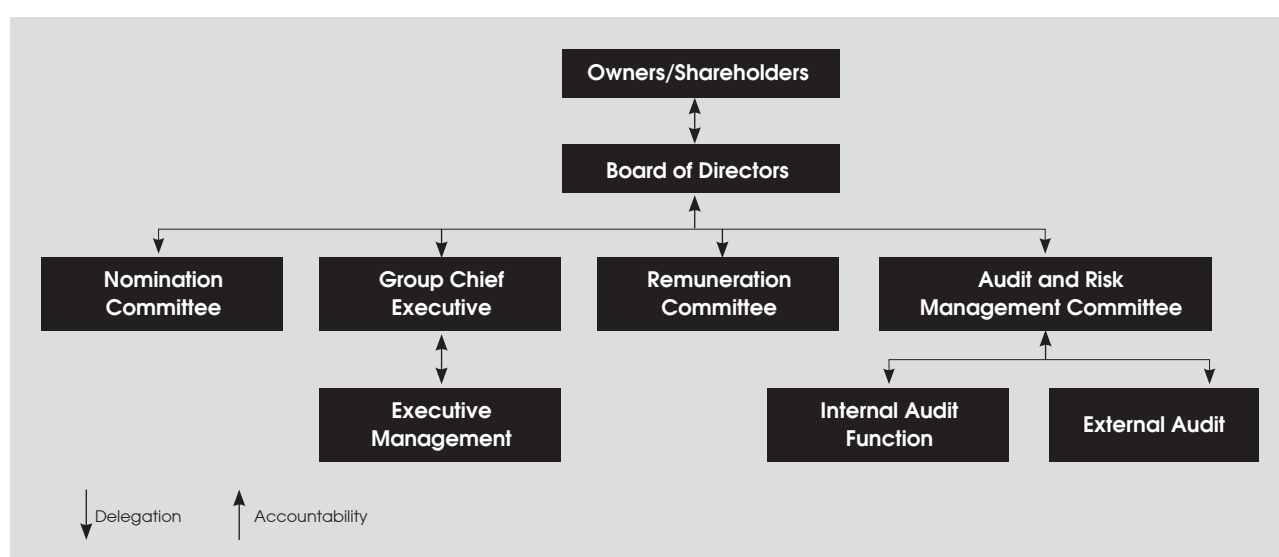 Owners/Shareholders
Board of Directors
Nomination
Committee
Group Chief
Executive
Remuneration
Committee
Audit and Risk
Management Committee
Executive
Management
Internal Audit
Function
External Audit
Delegation
Accountability